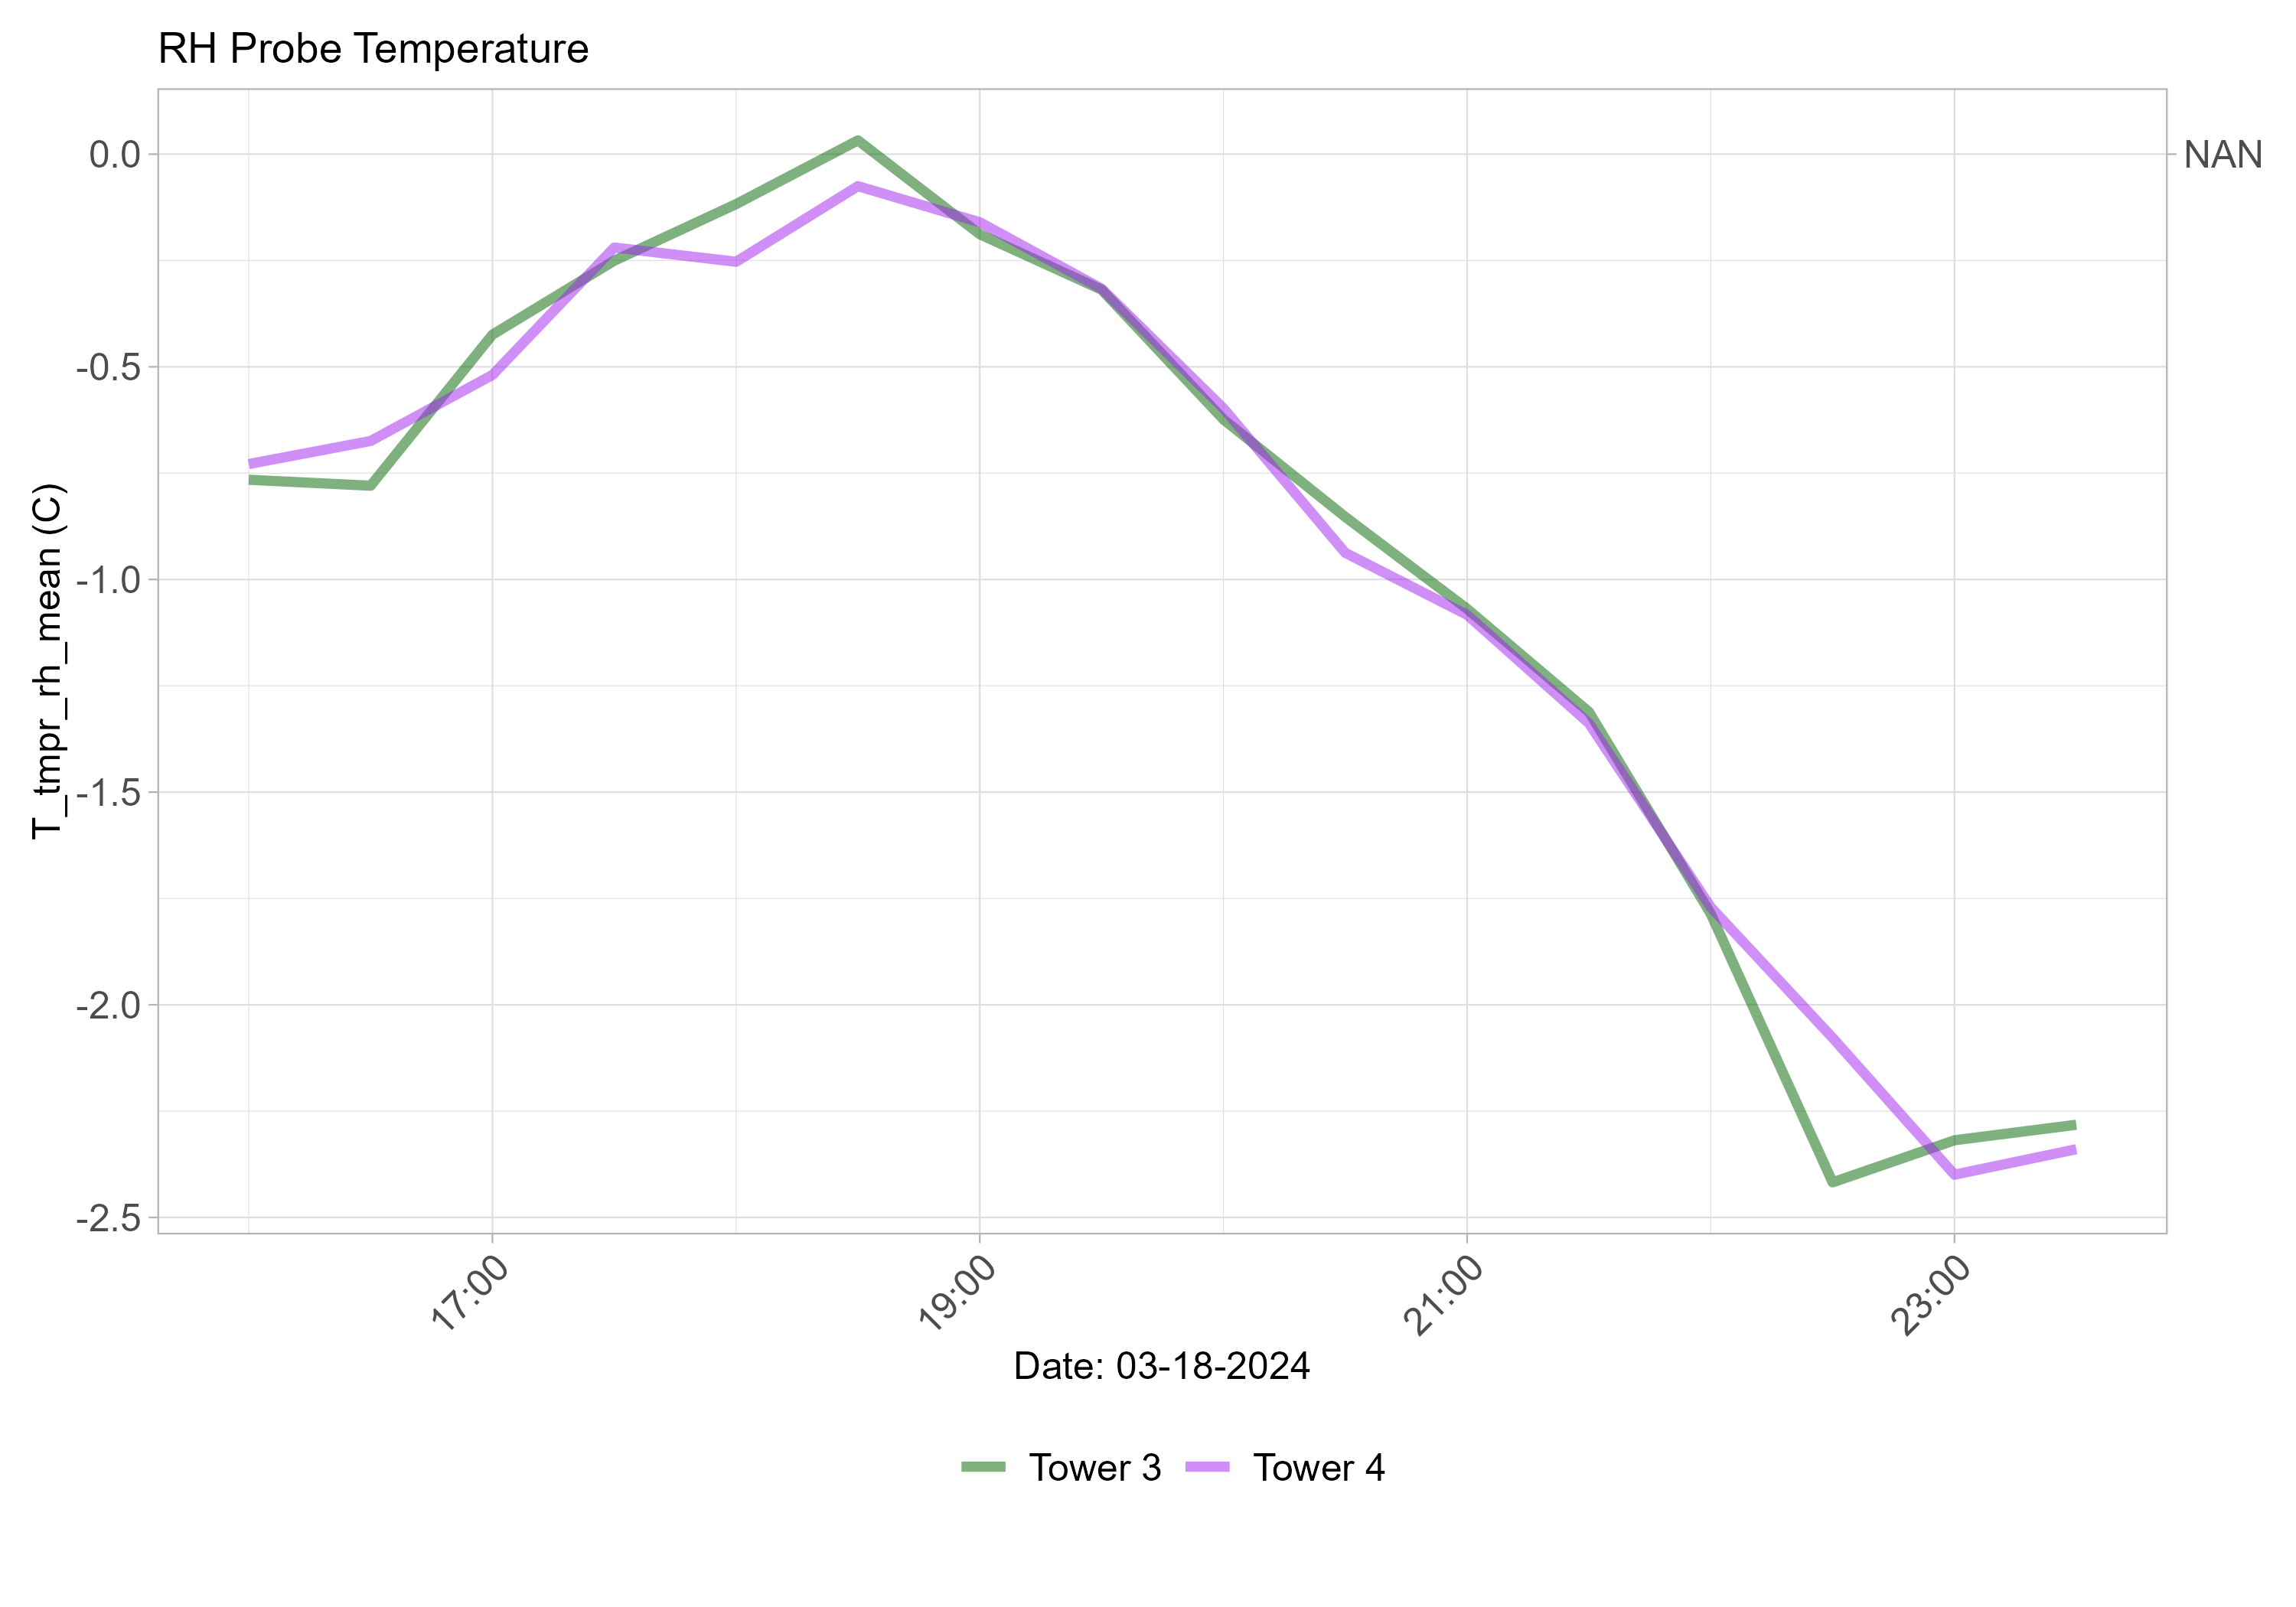 RH Probe Temperature
0.0
-0.5
-1.0
-1.5
-2.0
-2.5
NAN
T_tmpr_rh_mean (C)
17:00
19:00
21:00
23:00
Date: 03-18-2024
Tower 3
Tower 4